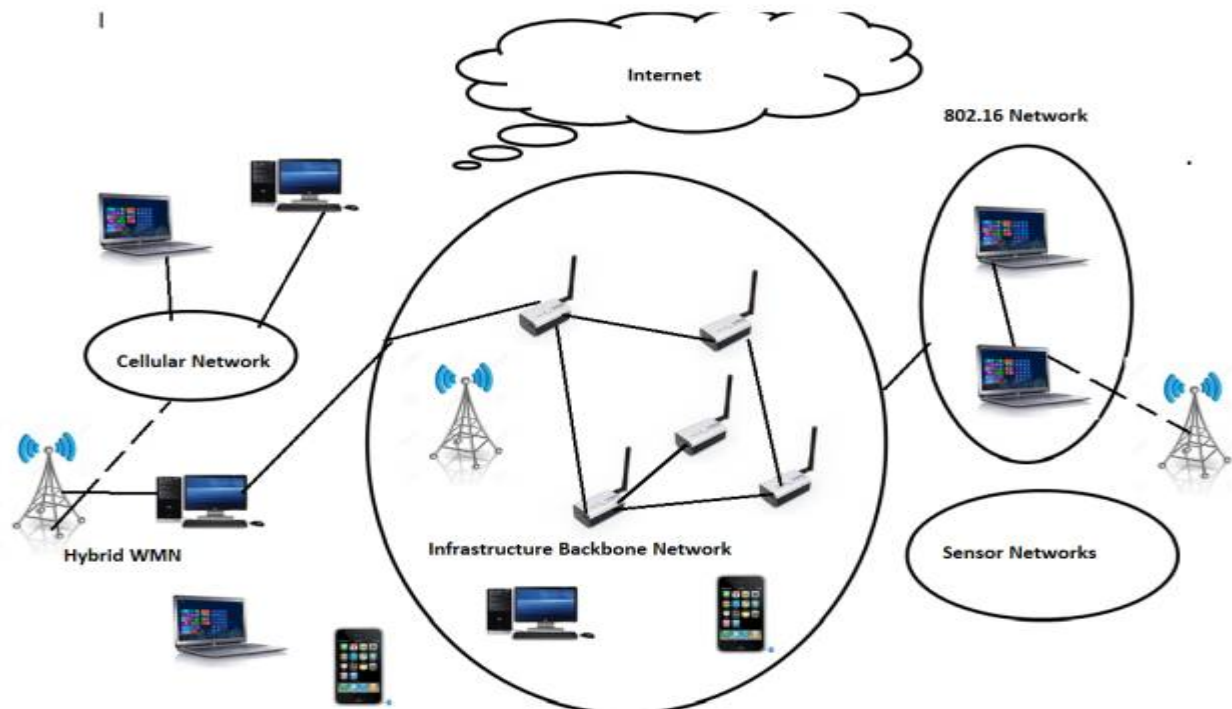 Internet
802.16 Network
Cellular Network
Hybrid WMN
Infrastructure Backbone Network
Sensor Networks